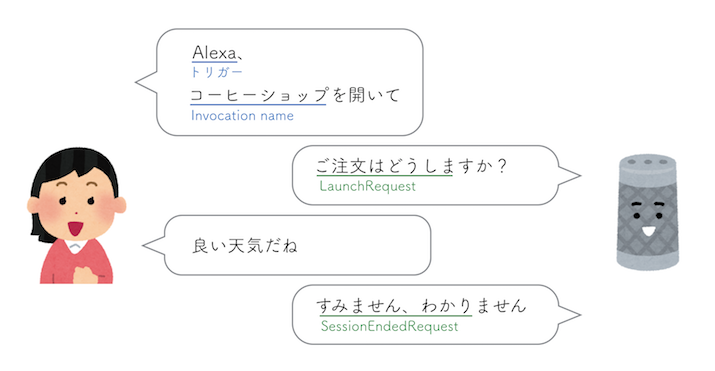 Alexa、
トリガー
コーヒーショップを開いて
Invocation name
ご注文はどうしますか？
LaunchRequest
良い天気だね
すみません、わかりません
SessionEndedRequest